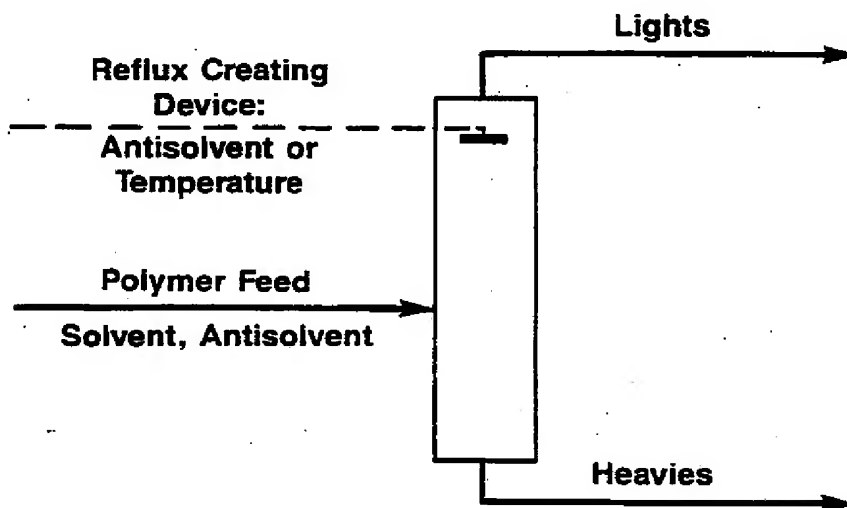 Lights
Reflux Creating
Device:
Antisolvent or
Temperature
Polymer Feed
Solvent, Antisolvent
Heavies